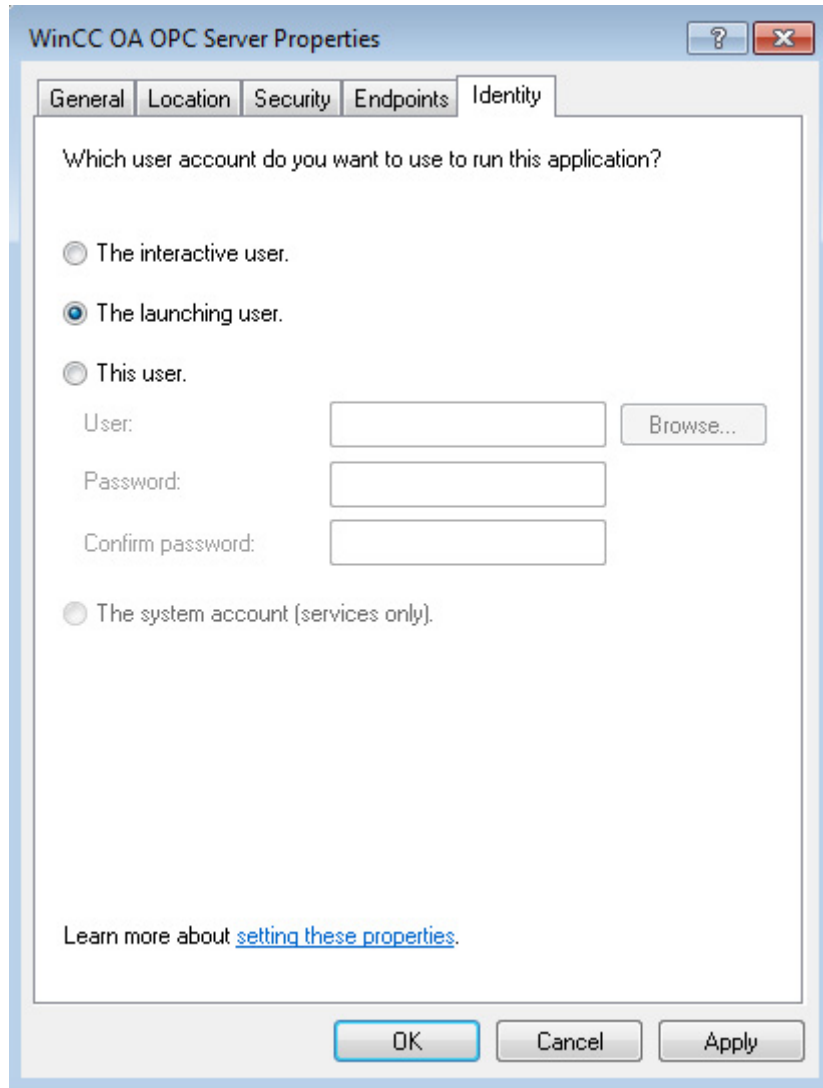 WinCC OA OPC Server Properties
General Location Security Endpoints Identity
Which user account do you want to use to run this application?
The interactive user.
The launching user.
This user.
User:
Browse...
Password:
Confirm password:
The system account (services only).
Learn more about setting these properties.
OK Cancel Apply